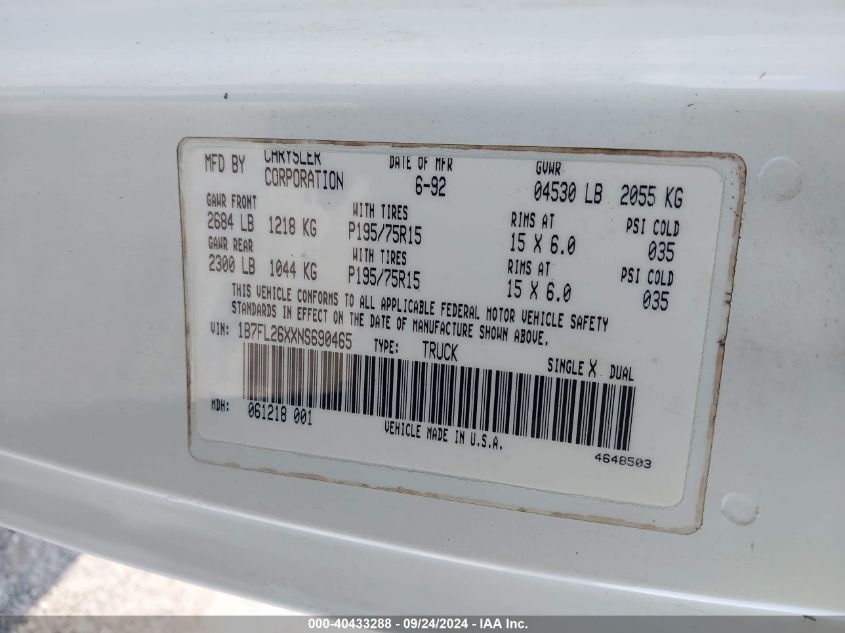 MFD BY CHRYSLER CORPORATION DATE OF MFR 6-92 GVWR 04530 LB 2055 KG
GAWR FRONT WITH TIRES RIMS AT PSI COLD
2684 LB 1218 KG P195/75R15 15 X 6.0 035
GAWR REAR WITH TIRES RIMS AT PSI COLD
2300 LB 1044 KG P195/75R15 15 X 6.0 035
THIS VEHICLE CONFORMS TO ALL APPLICABLE FEDERAL MOTOR VEHICLE SAFETY
STANDARDS IN EFFECT ON THE DATE OF MANUFACTURE SHOWN ABOVE.
VIN: 1B7FL26XXNS690465 TYPE: TRUCK SINGLE X DUAL
MDH: 061218 001 VEHICLE MADE IN U.S.A.
4648503
000-40433288 - 09/24/2024 - IAA Inc.